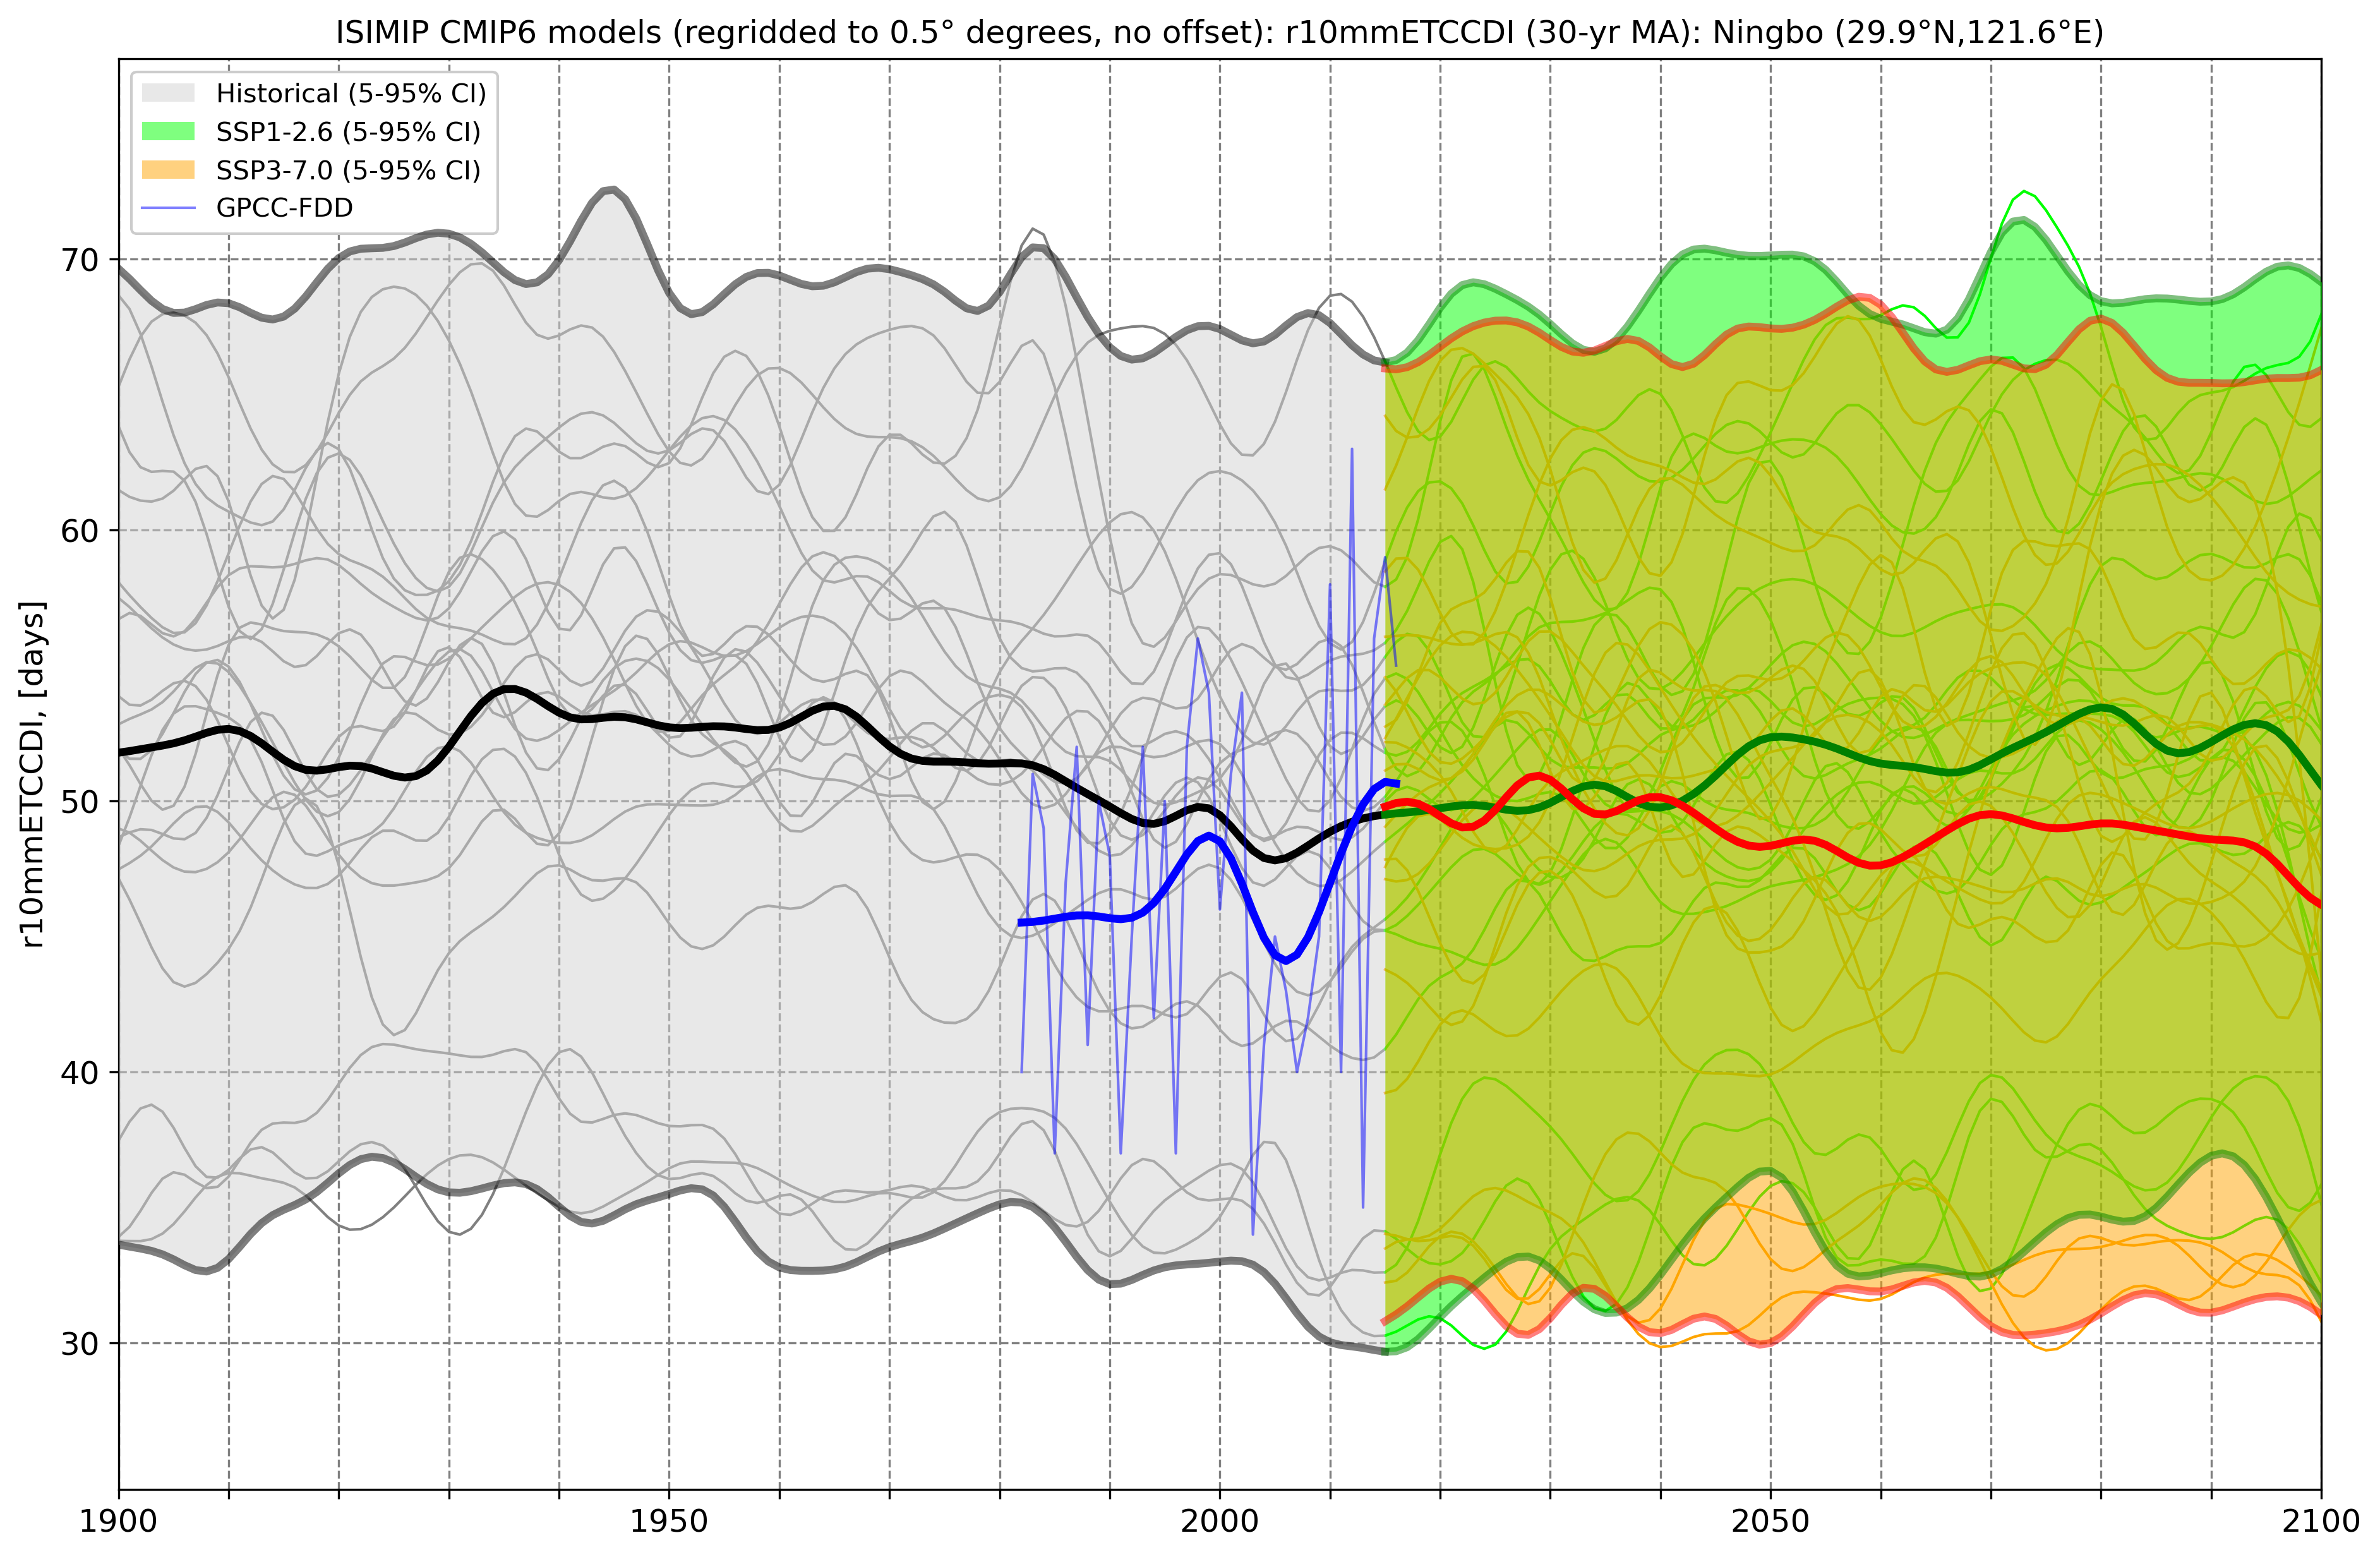 ISIMIP CMIP6 models (regridded to 0.5° degrees, no offset): r10mmETCCDI (30-yr MA): Ningbo (29.9°N,121.6°E)
Historical (5-95% CI)
SSP1-2.6 (5-95% CI)
SSP3-7.0 (5-95% CI)
GPCC-FDD
r10mmETCCDI, [days]
70
60
50
40
30
1900
1950
2000
2050
2100